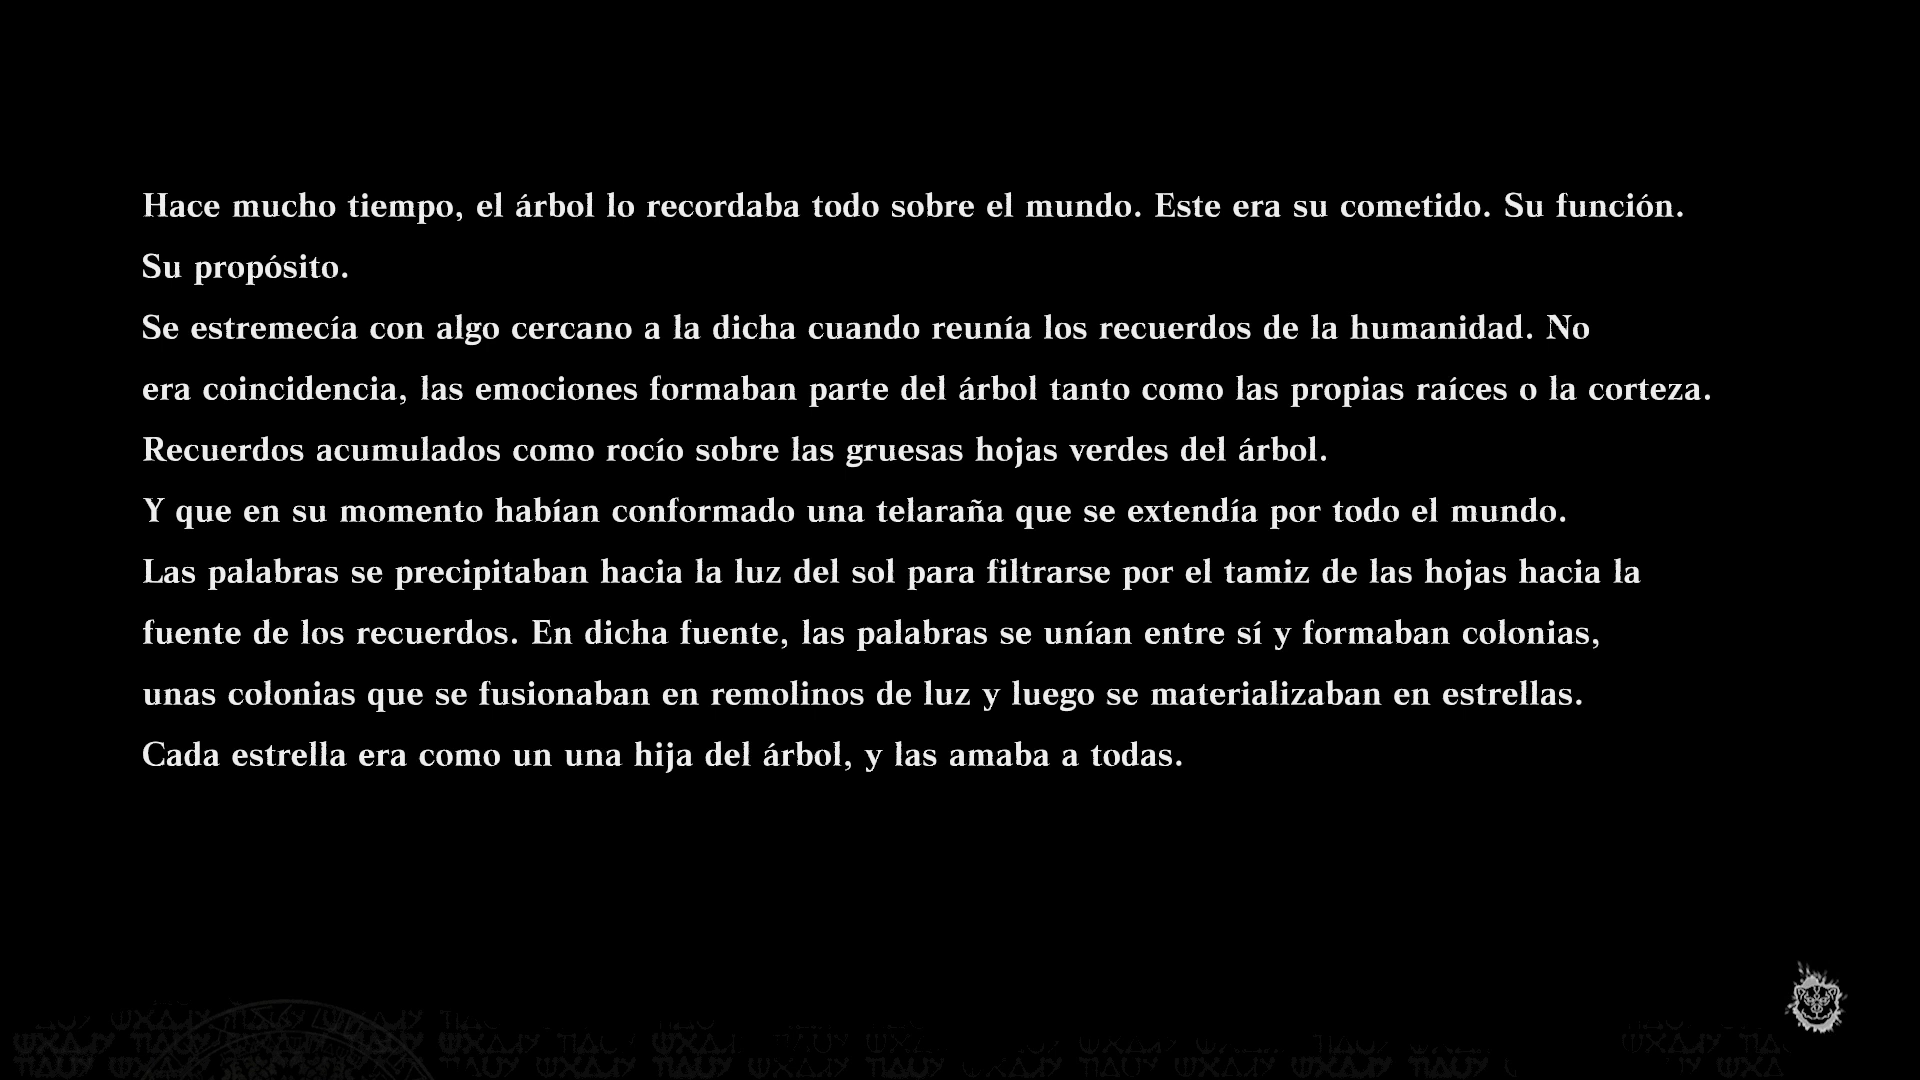 Hace mucho tiempo, el árbol lo recordaba todo sobre el mundo. Este era su cometido. Su función.
Su propósito.
Se estremecía con algo cercano a la dicha cuando reunía los recuerdos de la humanidad. No
era coincidencia, las emociones formaban parte del árbol tanto como las propias raíces o la corteza.
Recuerdos acumulados como rocío sobre las gruesas hojas verdes del árbol.
Y que en su momento habían conformado una telaraña que se extendía por todo el mundo.
Las palabras se precipitaban hacia la luz del sol para filtrarse por el tamiz de las hojas hacia la
fuente de los recuerdos. En dicha fuente, las palabras se unían entre sí y formaban colonias,
unas colonias que se fusionaban en remolinos de luz y luego se materializaban en estrellas.
Cada estrella era como un una hija del árbol, y las amaba a todas.